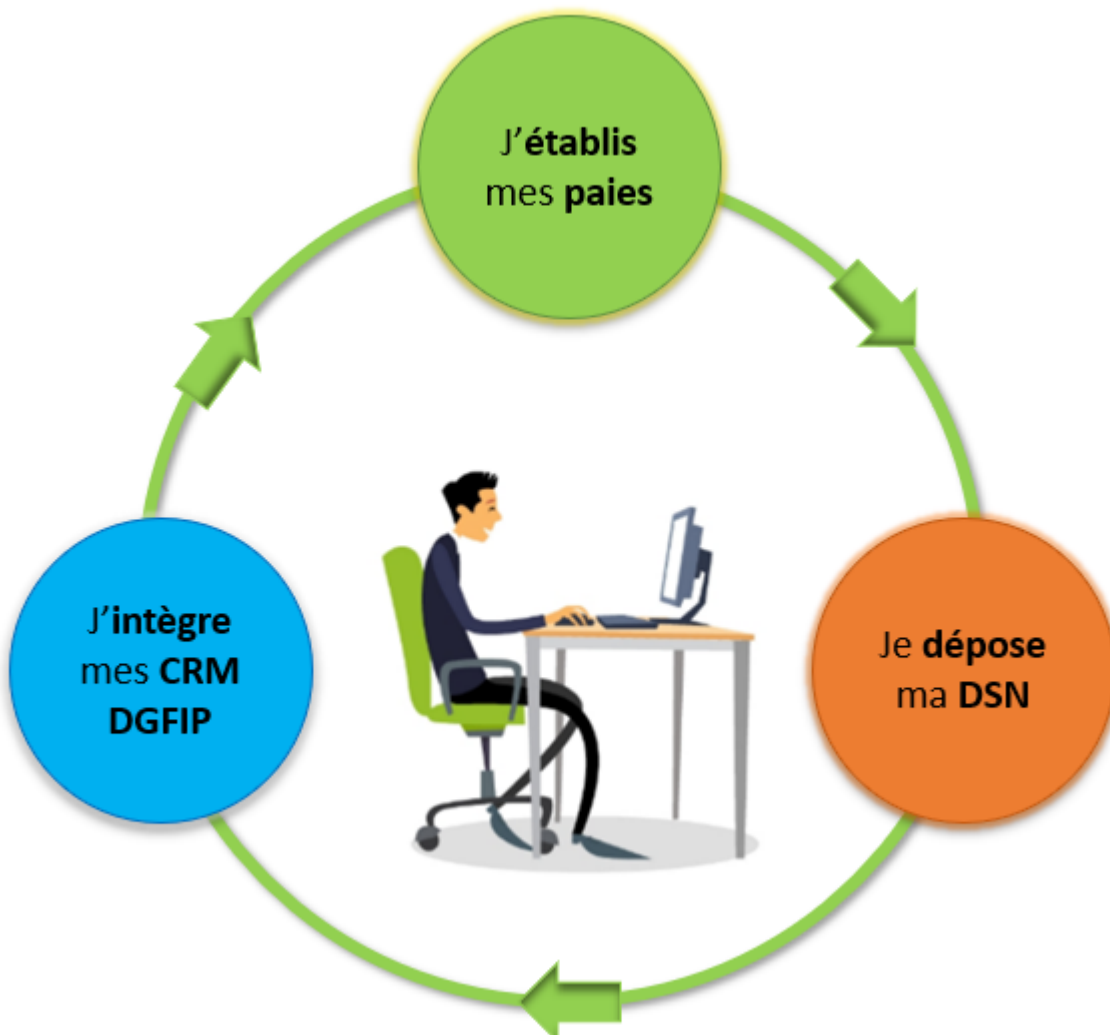 J’établis
mes paies
J’intègre
mes CRM
DGFIP
Je dépose
ma DSN